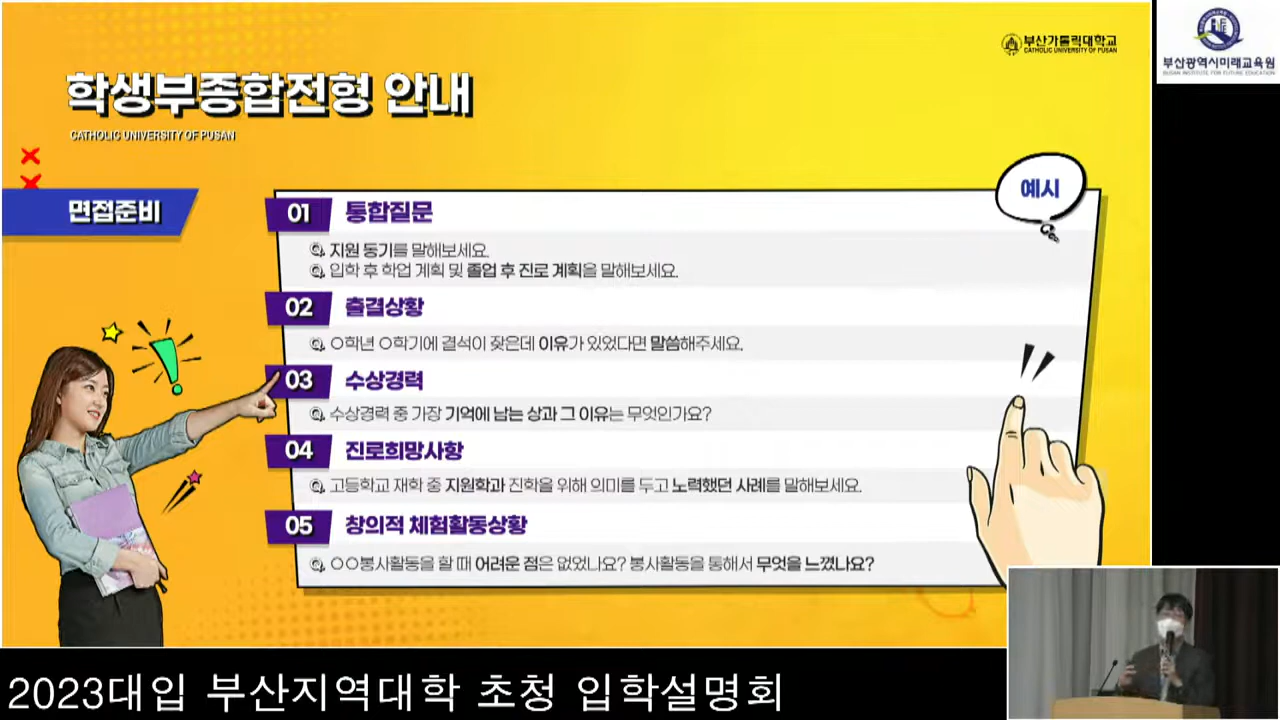 부산가톨릭대학교
CATHOLIC UNIVERSITY OF PUSAN
부산광역시미래교육원
BUSAN INSTITUTE FOR FUTURE EDUCATION
학생부종합전형 안내
CATHOLIC UNIVERSITY OF PUSAN
면접준비
예시
01 통합질문
Q. 지원 동기를 말해보세요.
Q. 입학 후 학업 계획 및 졸업 후 진로 계획을 말해보세요.
02 출결상황
Q. ○학년 ○학기에 결석이 잦은데 이유가 있었다면 말씀해주세요.
03 수상경력
Q. 수상경력 중 가장 기억에 남는 상과 그 이유는 무엇인가요?
04 진로희망사항
Q. 고등학교 재학 중 지원학과 진학을 위해 의미를 두고 노력했던 사례를 말해보세요.
05 창의적 체험활동상황
Q. ○○봉사활동을 할 때 어려운 점은 없었나요? 봉사활동을 통해서 무엇을 느꼈나요?
2023대입 부산지역대학 초청 입학설명회